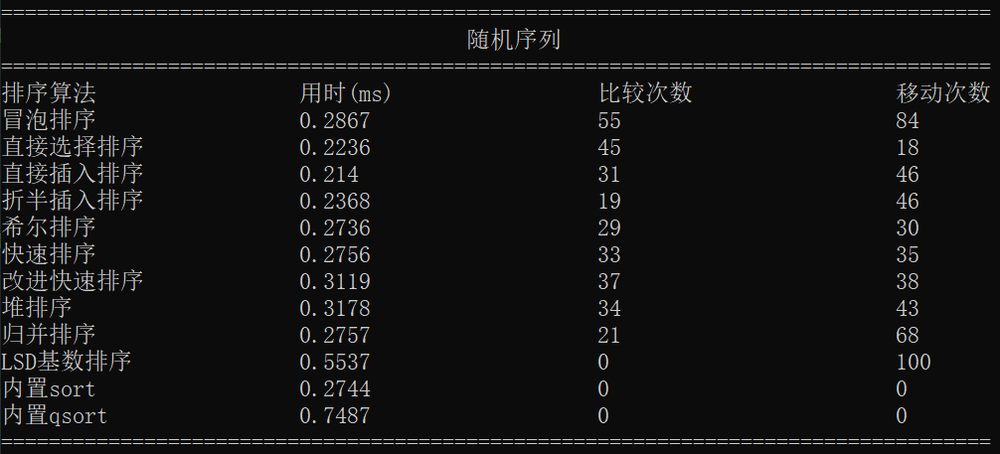 ===================================================================================
随机序列
===================================================================================
排序算法 用时(ms) 比较次数 移动次数
冒泡排序 0.2867 55 84
直接选择排序 0.2236 45 18
直接插入排序 0.214 31 46
折半插入排序 0.2368 19 46
希尔排序 0.2736 29 30
快速排序 0.2756 33 35
改进快速排序 0.3119 37 38
堆排序 0.3178 34 43
归并排序 0.2757 21 68
LSD基数排序 0.5537 0 100
内置sort 0.2744 0 0
内置qsort 0.7487 0 0
===================================================================================